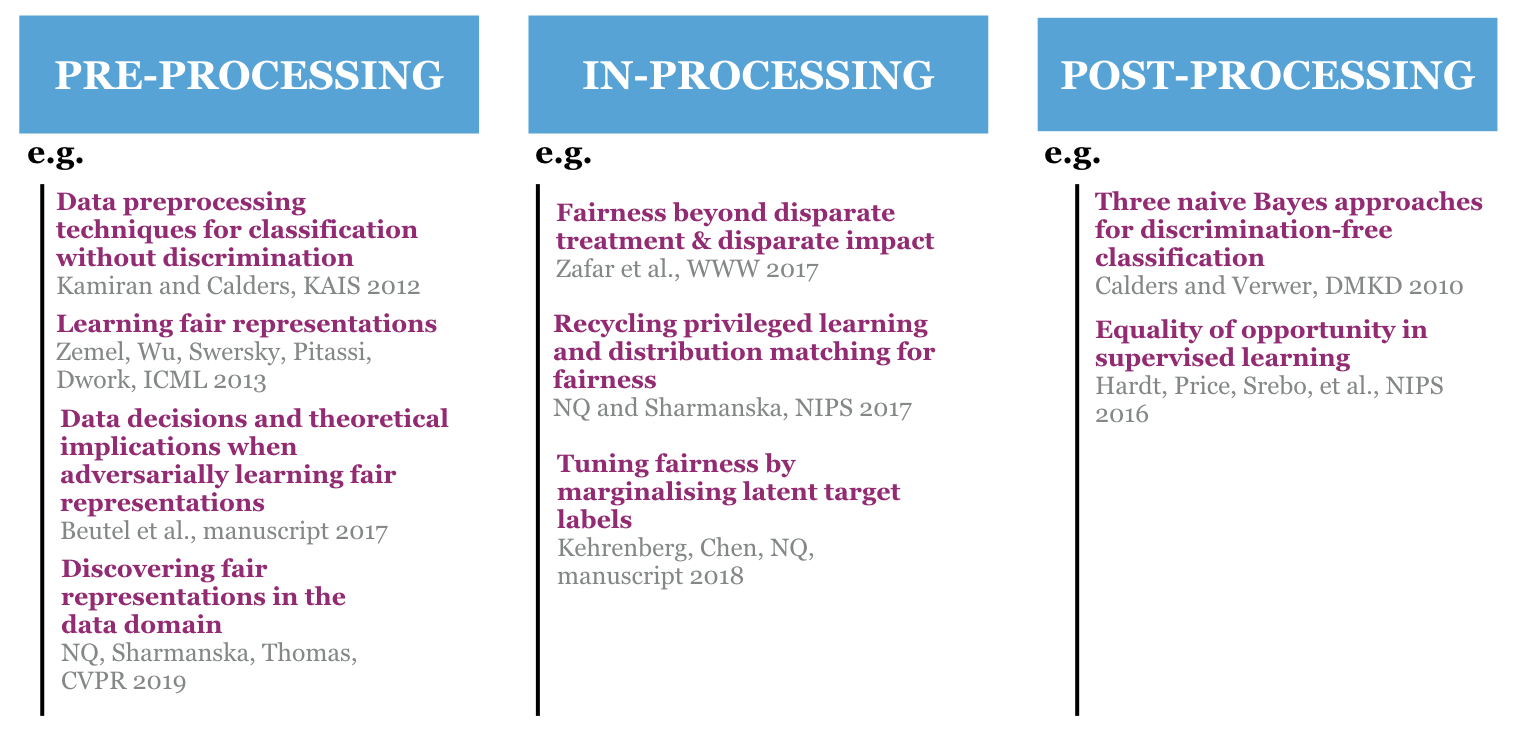 PRE-PROCESSING
e.g.
Data preprocessing
techniques for classification
without discrimination
Kamiran and Calders, KAIS 2012
Learning fair representations
Zemel, Wu, Swersky, Pitassi,
Dwork, ICML 2013
Data decisions and theoretical
implications when
adversarially learning fair
representations
Beutel et al., manuscript 2017
Discovering fair
representations in the
data domain
NQ, Sharmanska, Thomas,
CVPR 2019
IN-PROCESSING
e.g.
Fairness beyond disparate
treatment & disparate impact
Zafar et al., WWW 2017
Recycling privileged learning
and distribution matching for
fairness
NQ and Sharmanska, NIPS 2017
Tuning fairness by
marginalising latent target
labels
Kehrenberg, Chen, NQ,
manuscript 2018
POST-PROCESSING
e.g.
Three naive Bayes approaches
for discrimination-free
classification
Calders and Verwer, DMKD 2010
Equality of opportunity in
supervised learning
Hardt, Price, Srebo, et al., NIPS
2016